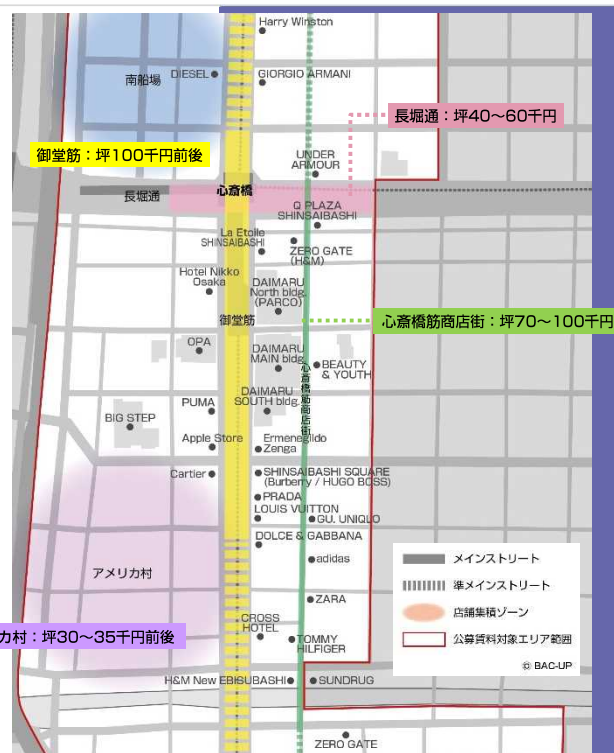 Harry Winston
南船場
DIESEL
GIORGIO ARMANI
長堀通：坪40～60千円
御堂筋：坪100千円前後
UNDER
ARMOUR
心斎橋
長堀通
Q PLAZA
SHINSAIBASHI
La Etoile
SHINSAIBASHI
ZERO GATE
(H&M)
Hotel Nikko
Osaka
DAIMARU
North bldg.
(PARCO)
御堂筋
心斎橋筋商店街：坪70～100千円
OPA
DAIMARU
MAIN bldg.
BEAUTY
& YOUTH
心斎橋筋商店街
DAIMARU
SOUTH bldg.
PUMA
BIG STEP
Apple Store
Ermenegildo
Zenga
Cartier
SHINSAIBASHI SQUARE
(Burberry / HUGO BOSS)
PRADA
LOUIS VUITTON
GU. UNIQLO
DOLCE & GABBANA
adidas
アメリカ村
ZARA
カ村：坪30～35千円前後
CROSS
HOTEL
TOMMY
HILFIGER
H&M New EBISUBASHI
SUNDRUG
ZERO GATE
メインストリート
準メインストリート
店舗集積ゾーン
公募賃料対象エリア範囲
© BAC-UP